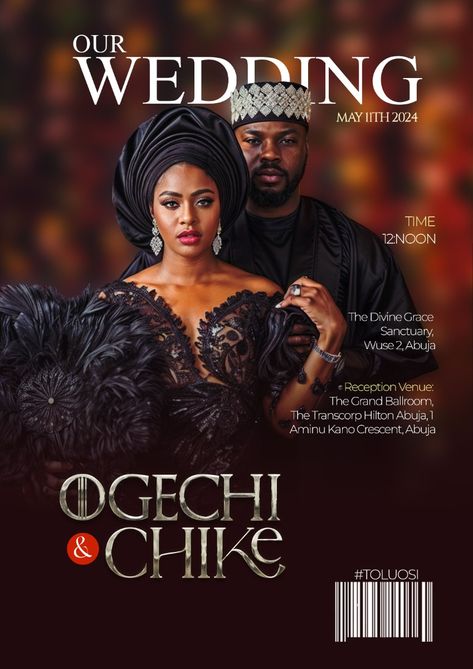 OUR
WEDDING
MAY 11TH 2024
TIME
12:NOON
The Divine Grace
Sanctuary,
Wuse 2, Abuja
Reception Venue:
The Grand Ballroom,
The Transcorp Hilton Abuja, 1
Aminu Kano Crescent, Abuja
OGECHI
& CHIKe
#TOLUOSI